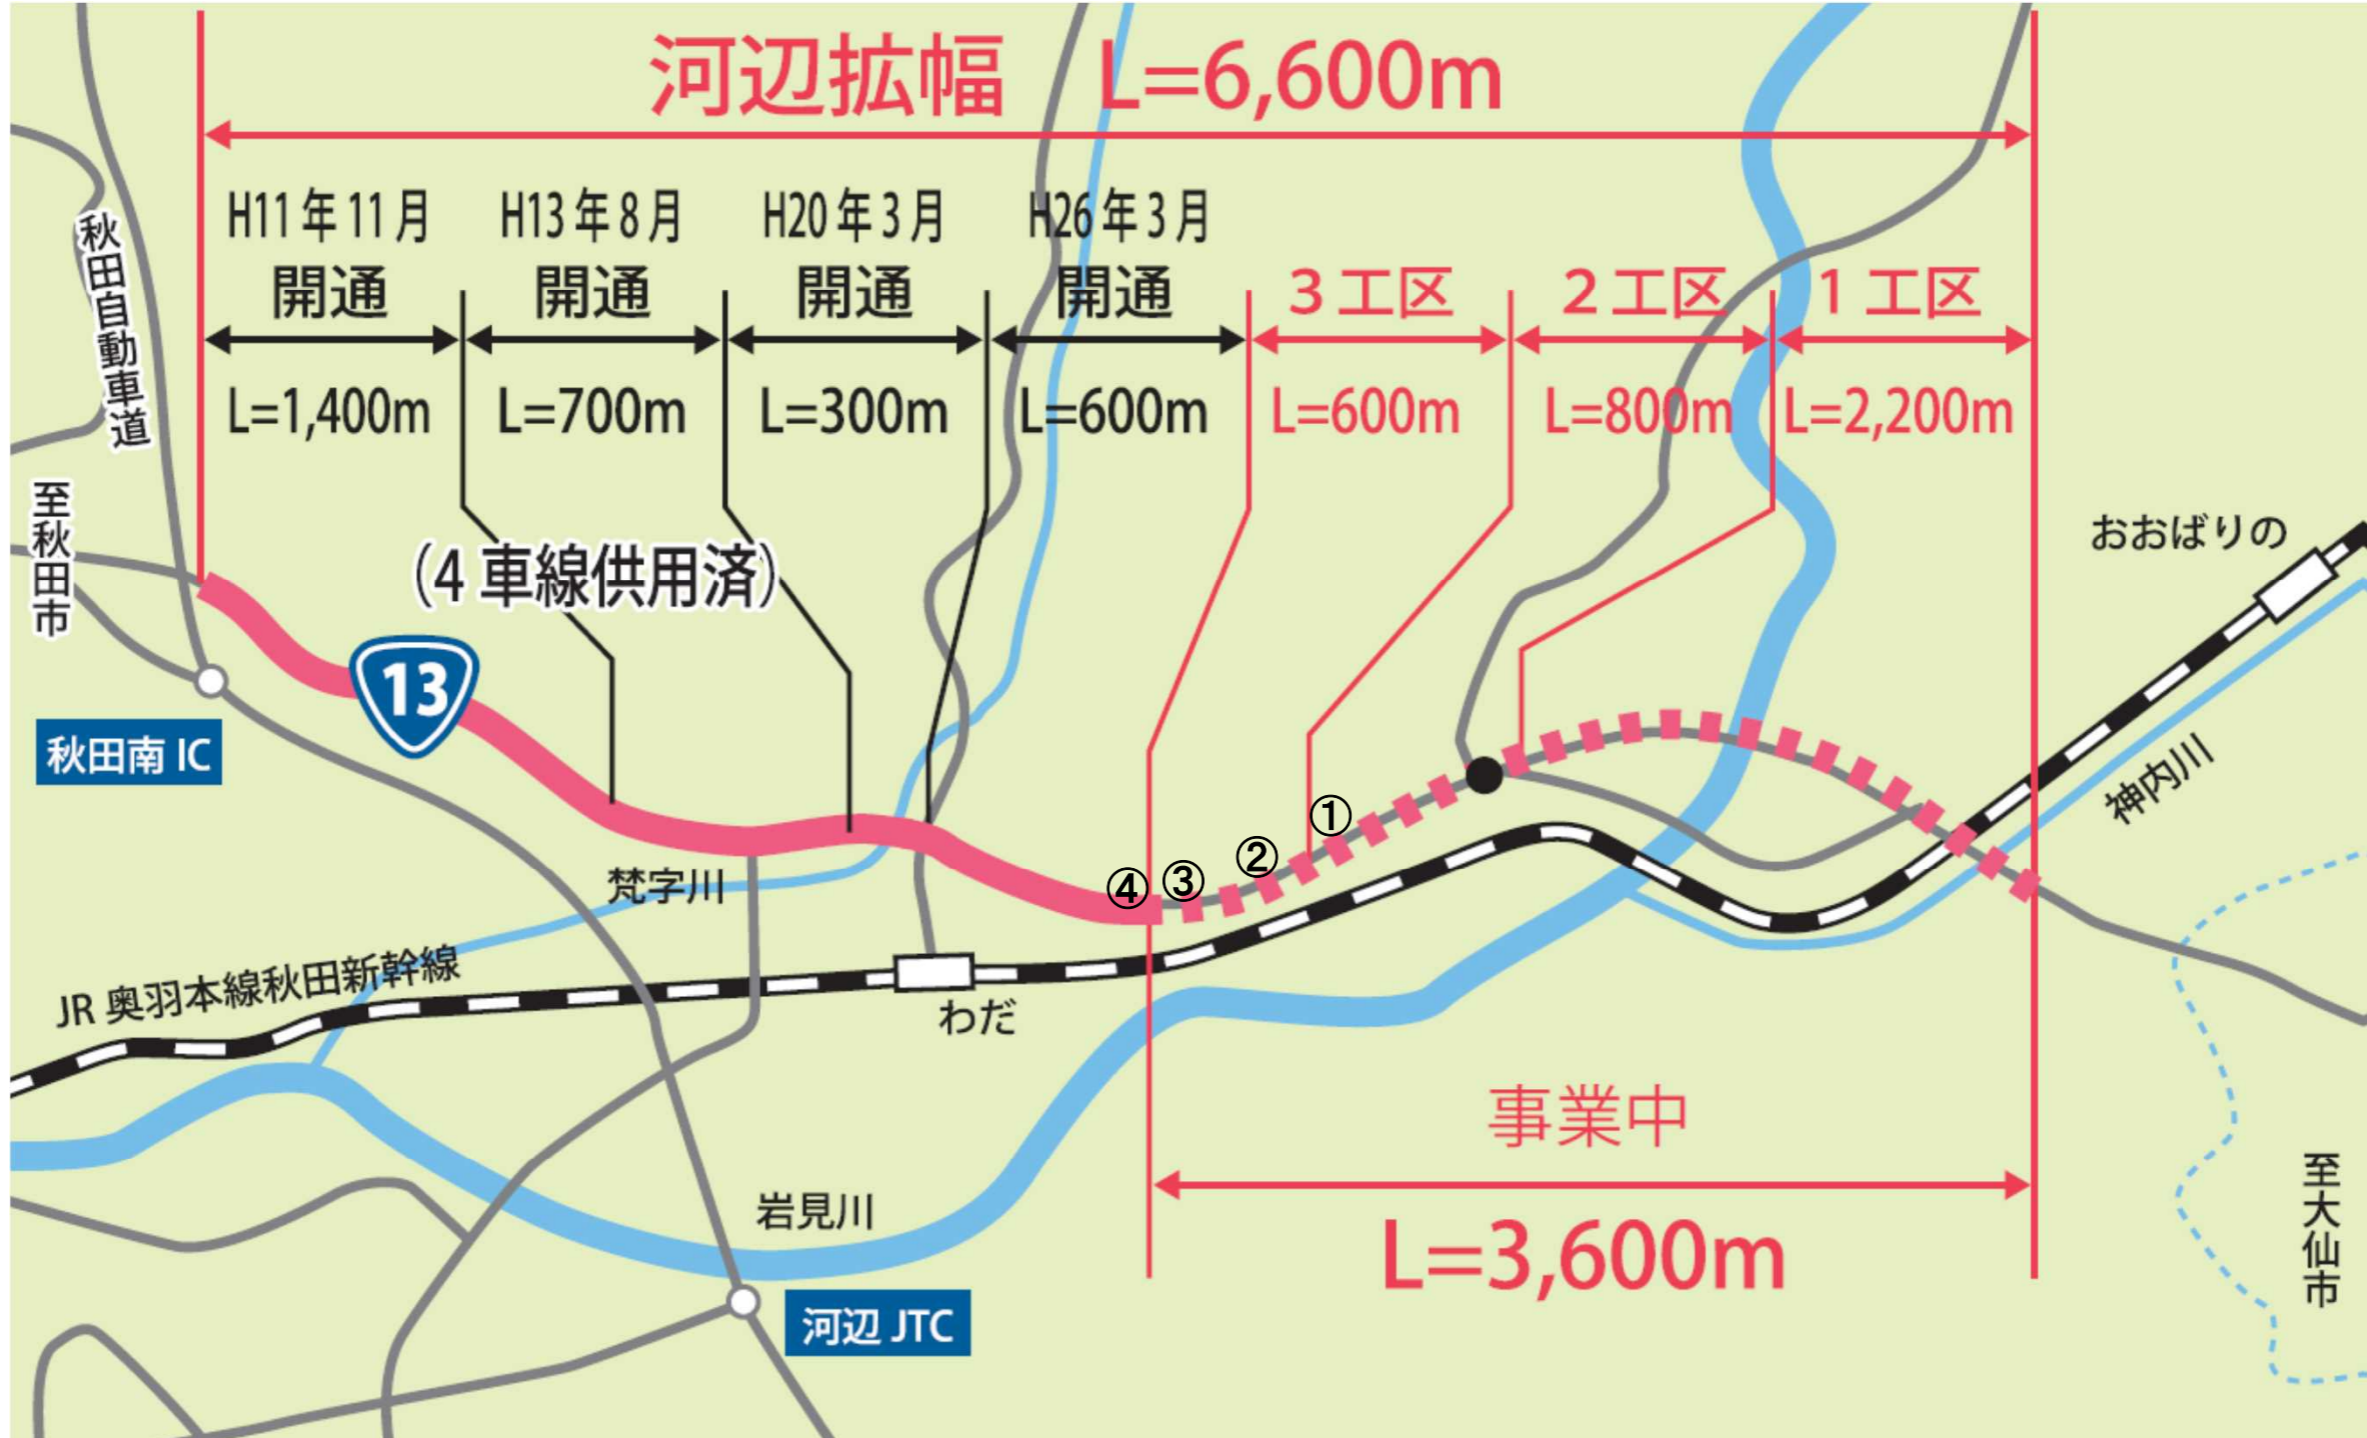 河辺拡幅 L=6,600m
H11年11月
開通
L=1,400m
H13年8月
開通
L=700m
H20年3月
開通
L=300m
H26年3月
開通
L=600m
3工区
L=600m
2工区
L=800m
1工区
L=2,200m
秋田自動車道
至秋田市
(4車線供用済)
13
秋田南 IC
おおばりの
神内川
①
②
③
④
梵字川
JR奥羽本線秋田新幹線
わだ
岩見川
河辺 JTC
事業中
L=3,600m
至大仙市